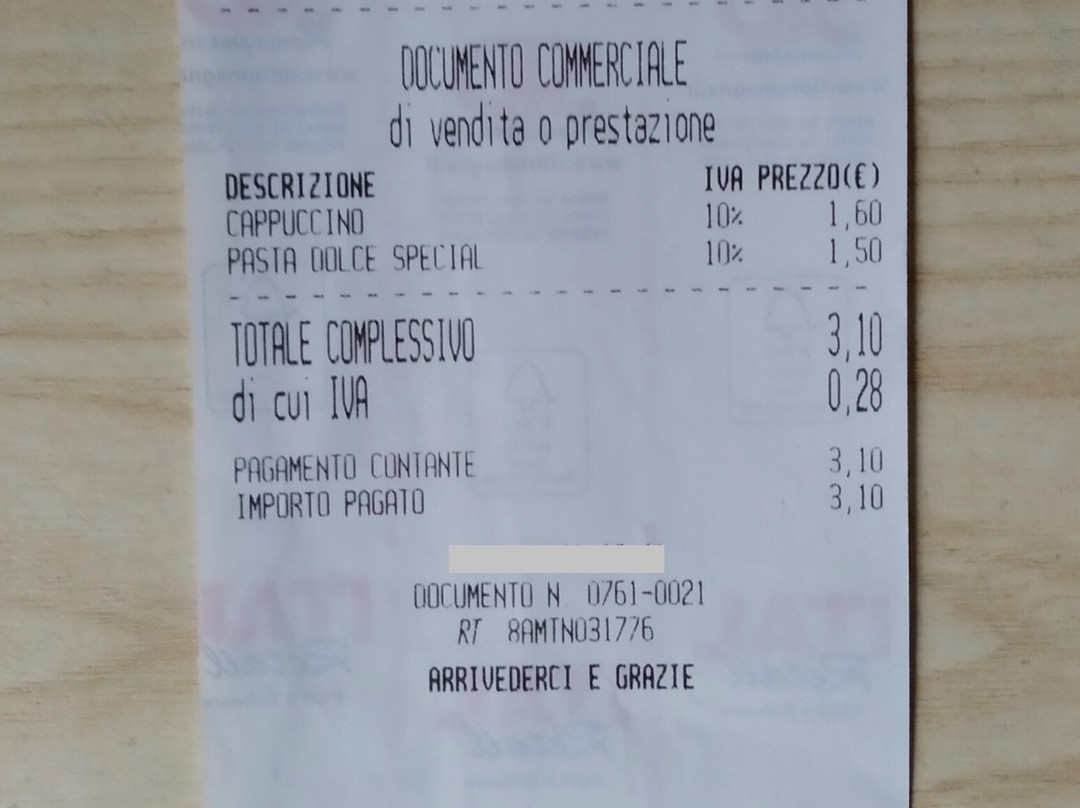 DOCUMENTO COMMERCIALE
di vendita o prestazione
DESCRIZIONE IVA PREZZO(€)
CAPPUCCINO 10% 1,60
PASTA DOLCE SPECIAL 10% 1,50
TOTALE COMPLESSIVO 3,10
di cui IVA 0,28
PAGAMENTO CONTANTE 3,10
IMPORTO PAGATO 3,10
DOCUMENTO N. 0761-0021
RT 8AMTN031776
ARRIVEDERCI E GRAZIE